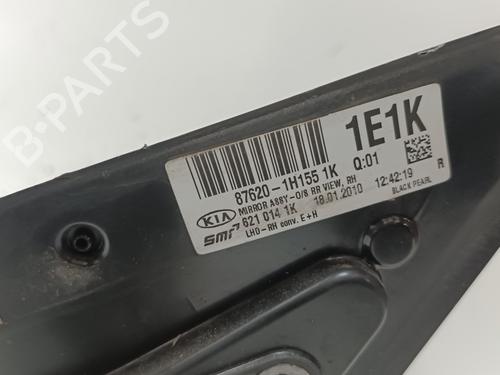 B-PARTS
1E1K
87620-1H155 1K Q:01
MIRROR ASSY-O/S RR VIEW, RH
KIA
621 014 1K 18.01.2010 12:42:19 R
smr
LHD-RH conv. E+H
BLACK PEARL